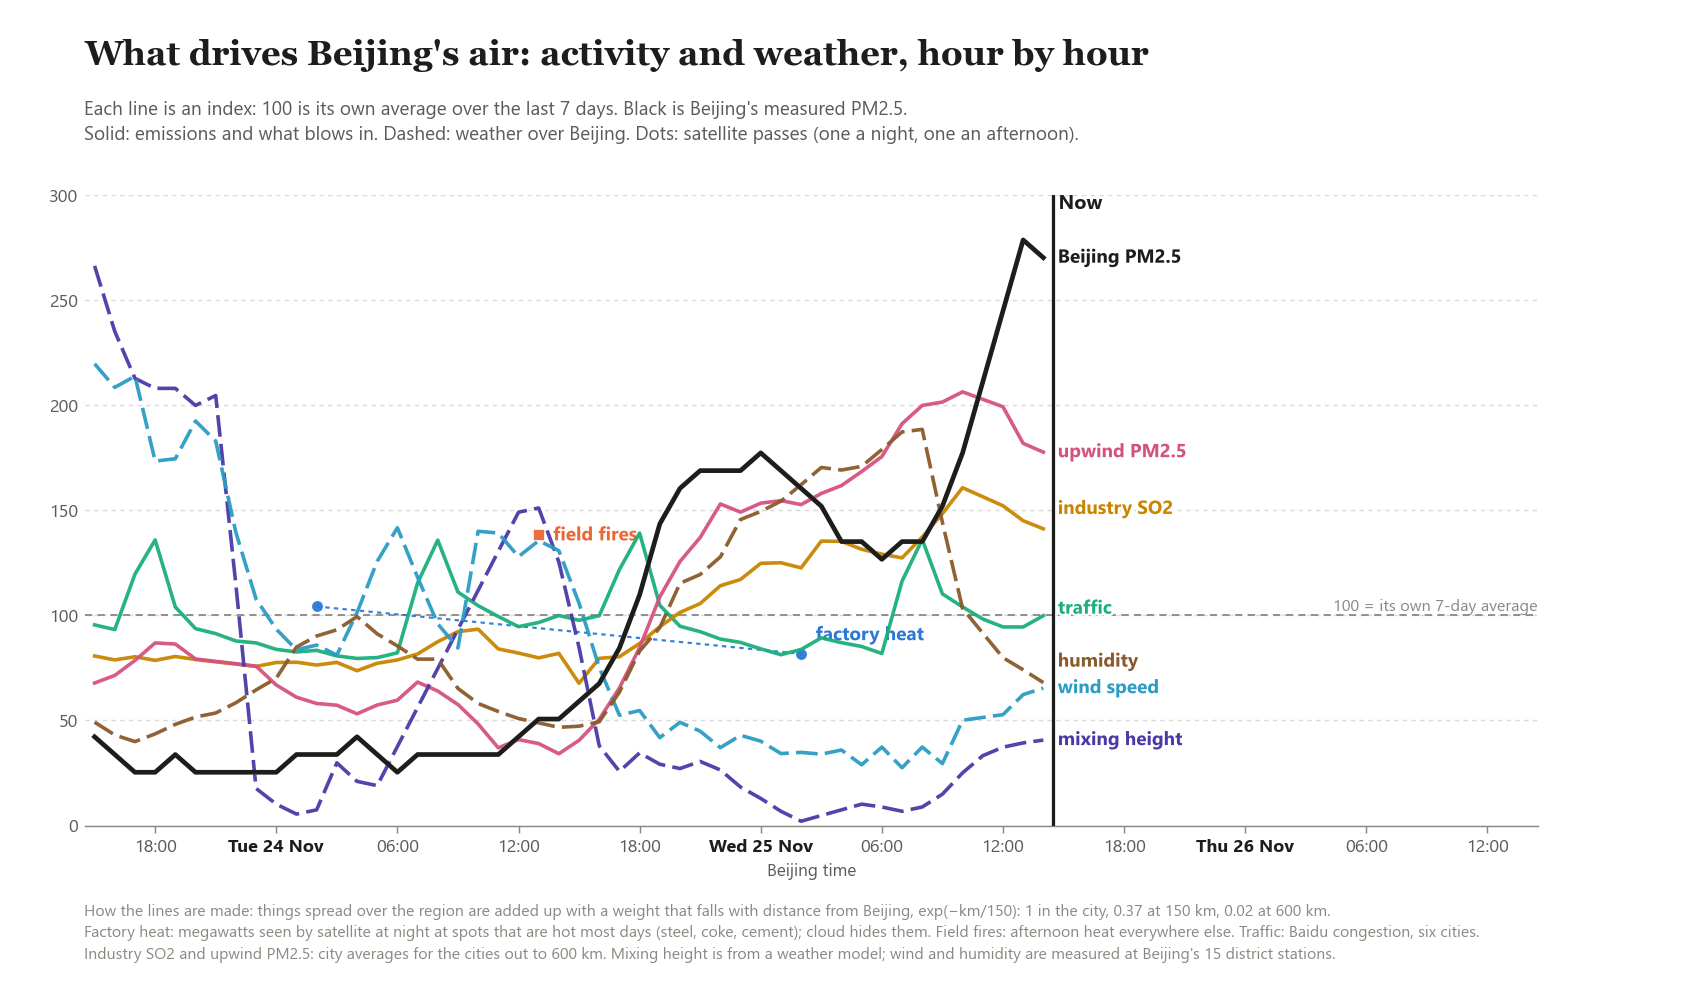 What drives Beijing's air: activity and weather, hour by hour
Each line is an index: 100 is its own average over the last 7 days. Black is Beijing's measured PM2.5.
Solid: emissions and what blows in. Dashed: weather over Beijing. Dots: satellite passes (one a night, one an afternoon).
300
Now
Beijing PM2.5
250
200
upwind PM2.5
150
industry SO2
field fires
100
traffic
100 = its own 7-day average
factory heat
humidity
wind speed
50
mixing height
0
18:00 Tue 24 Nov 06:00 12:00 18:00 Wed 25 Nov 06:00 12:00 18:00 Thu 26 Nov 06:00 12:00
Beijing time
How the lines are made: things spread over the region are added up with a weight that falls with distance from Beijing, exp(−km/150): 1 in the city, 0.37 at 150 km, 0.02 at 600 km.
Factory heat: megawatts seen by satellite at night at spots that are hot most days (steel, coke, cement); cloud hides them. Field fires: afternoon heat everywhere else. Traffic: Baidu congestion, six cities.
Industry SO2 and upwind PM2.5: city averages for the cities out to 600 km. Mixing height is from a weather model; wind and humidity are measured at Beijing's 15 district stations.